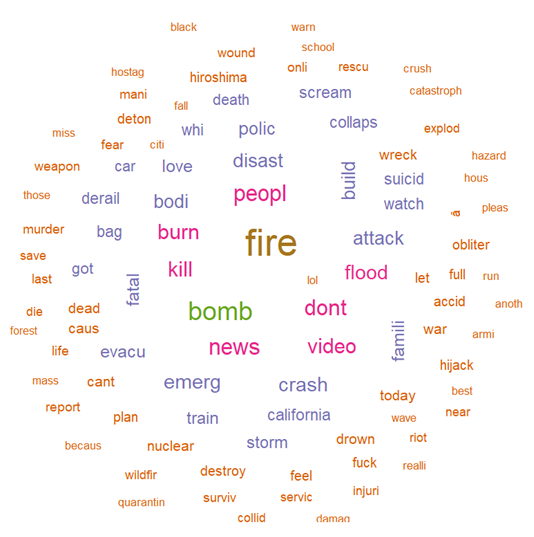 black warn
school
wound
onli rescu
hostag hiroshima crush
mani death scream catastroph
fall
deton whi polic collaps explod
miss fear citi
weapon car love disast build wreck hazard
suicid hous
those derail bodi peopl watch pleas
murder bag burn fire attack obliter
save
last got kill flood let full run
lol
die dead fatal bomb dont accid anoth
forest caus war armi
life evacu news video famili hijack
mass cant emerg crash today best
report plan train california wave near
becaus nuclear storm drown riot
wildfir destroy feel fuck realli
quarantin surviv servic injuri
collid damag